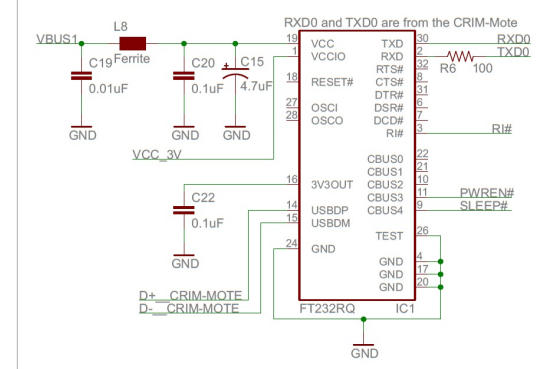 RXD0 and TXD0 are from the CRIM-Mote
VBUS1
L8
Ferrite
C19
0.01uF
GND
C20
0.1uF
GND
C15
+
4.7uF
GND
VCC_3V
C22
0.1uF
GND
D+__CRIM-MOTE
D-__CRIM-MOTE
19 VCC
1 VCCIO
18 RESET#
27 OSCI
28 OSCO
16 3V3OUT
14 USBDP
15 USBDM
24 GND
TXD 30 RXD0
RXD 2 TXD0
R6 100
RTS# 32
CTS# 8
DTR# 31
DSR# 6
DCD# 7
RI# 3 RI#
CBUS0 22
CBUS1 21
CBUS2 10
CBUS3 11 PWREN#
CBUS4 9 SLEEP#
TEST 26
GND 4
GND 17
GND 20
FT232RQ IC1
GND